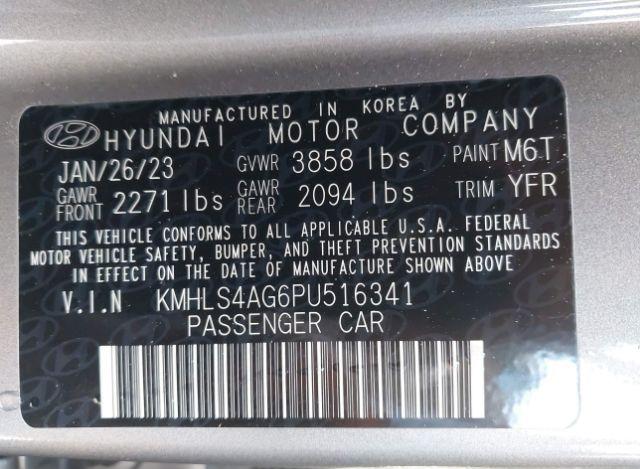 MANUFACTURED IN KOREA BY
HYUNDAI MOTOR COMPANY
JAN/26/23 GVWR 3858 lbs PAINT M6T
GAWR FRONT 2271 lbs GAWR REAR 2094 lbs TRIM YFR
THIS VEHICLE CONFORMS TO ALL APPLICABLE U.S.A. FEDERAL
MOTOR VEHICLE SAFETY, BUMPER, AND THEFT PREVENTION STANDARDS
IN EFFECT ON THE DATE OF MANUFACTURE SHOWN ABOVE
V.I.N KMHLS4AG6PU516341
PASSENGER CAR